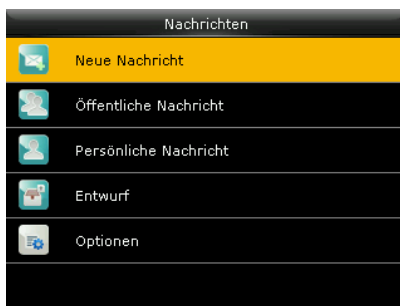 Nachrichten
Neue Nachricht
Öffentliche Nachricht
Persönliche Nachricht
Entwurf
Optionen